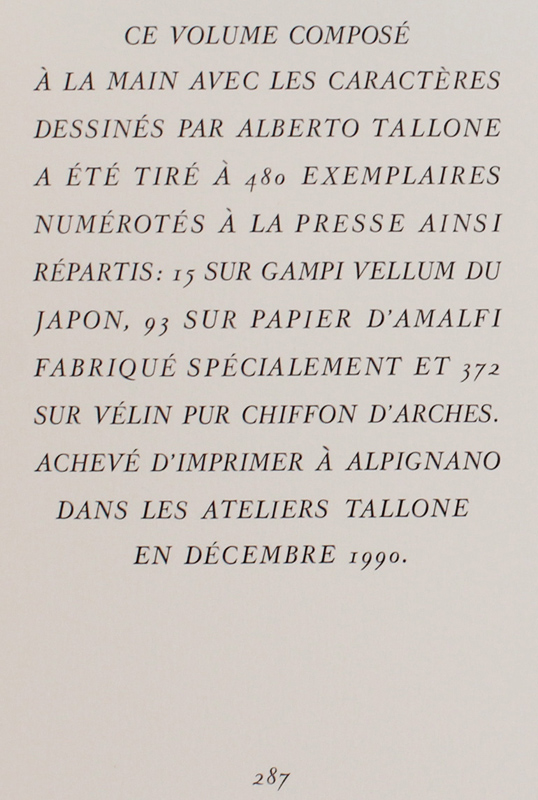 CE VOLUME COMPOSÉ
À LA MAIN AVEC LES CARACTÈRES
DESSINÉS PAR ALBERTO TALLONE
A ÉTÉ TIRÉ À 480 EXEMPLAIRES
NUMÉROTÉS À LA PRESSE AINSI
RÉPARTIS: 15 SUR GAMPI VELLUM DU
JAPON, 93 SUR PAPIER D'AMALFI
FABRIQUÉ SPÉCIALEMENT ET 372
SUR VÉLIN PUR CHIFFON D'ARCHES.
ACHEVÉ D'IMPRIMER À ALPIGNANO
DANS LES ATELIERS TALLONE
EN DÉCEMBRE 1990.
287